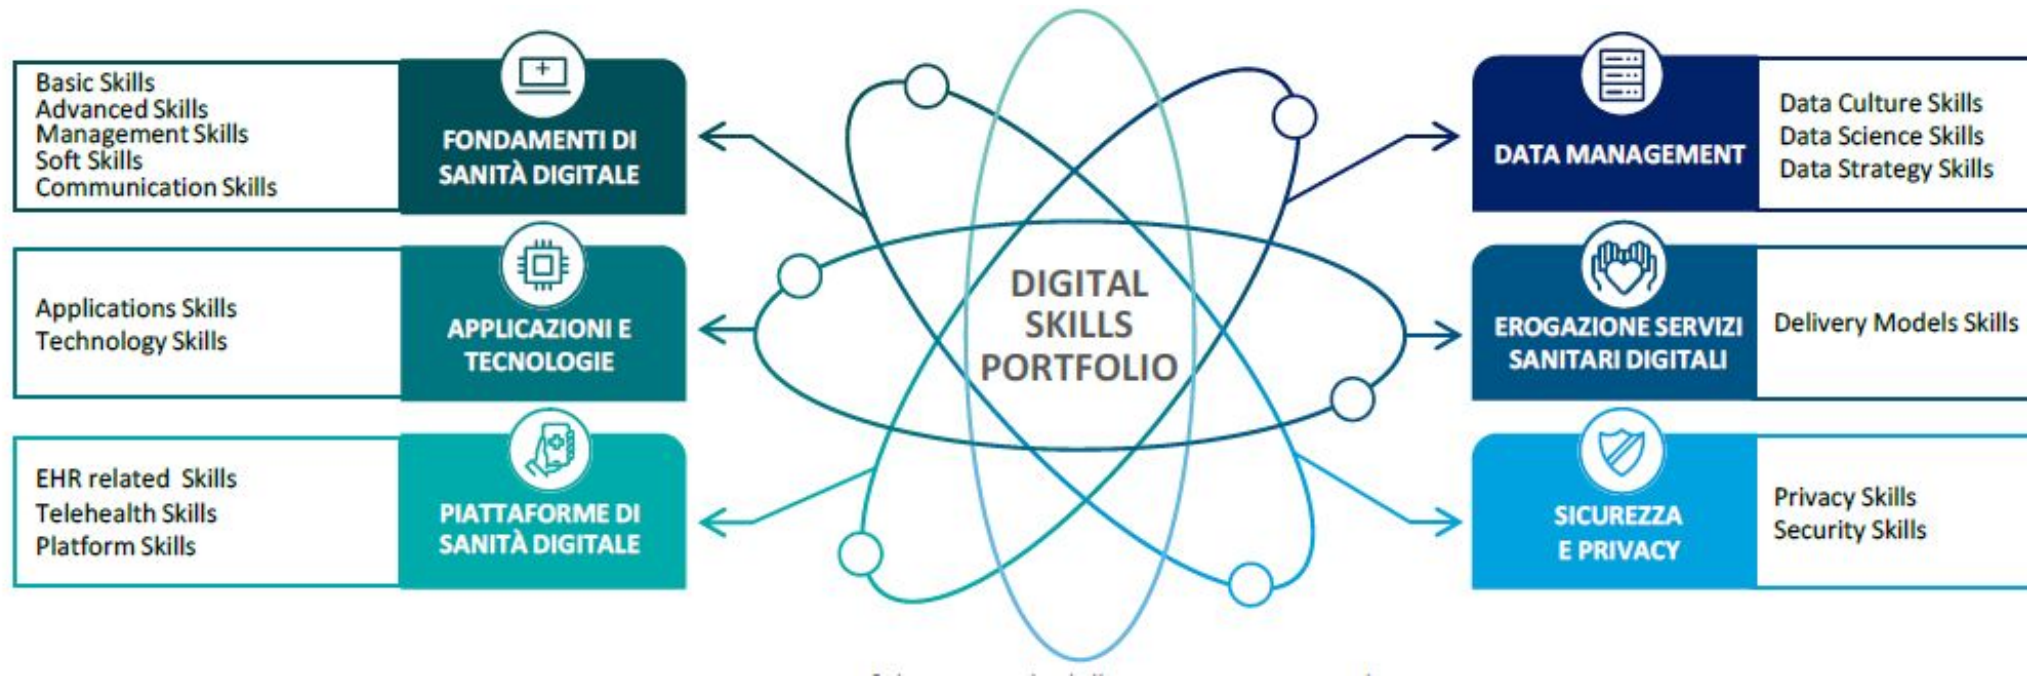 Basic Skills
Advanced Skills
Management Skills
Soft Skills
Communication Skills
FONDAMENTI DI
SANITÀ DIGITALE
Applications Skills
Technology Skills
APPLICAZIONI E
TECNOLOGIE
EHR related Skills
Telehealth Skills
Platform Skills
PIATTAFORME DI
SANITÀ DIGITALE
DIGITAL
SKILLS
PORTFOLIO
DATA MANAGEMENT
Data Culture Skills
Data Science Skills
Data Strategy Skills
EROGAZIONE SERVIZI
SANITARI DIGITALI
Delivery Models Skills
SICUREZZA
E PRIVACY
Privacy Skills
Security Skills